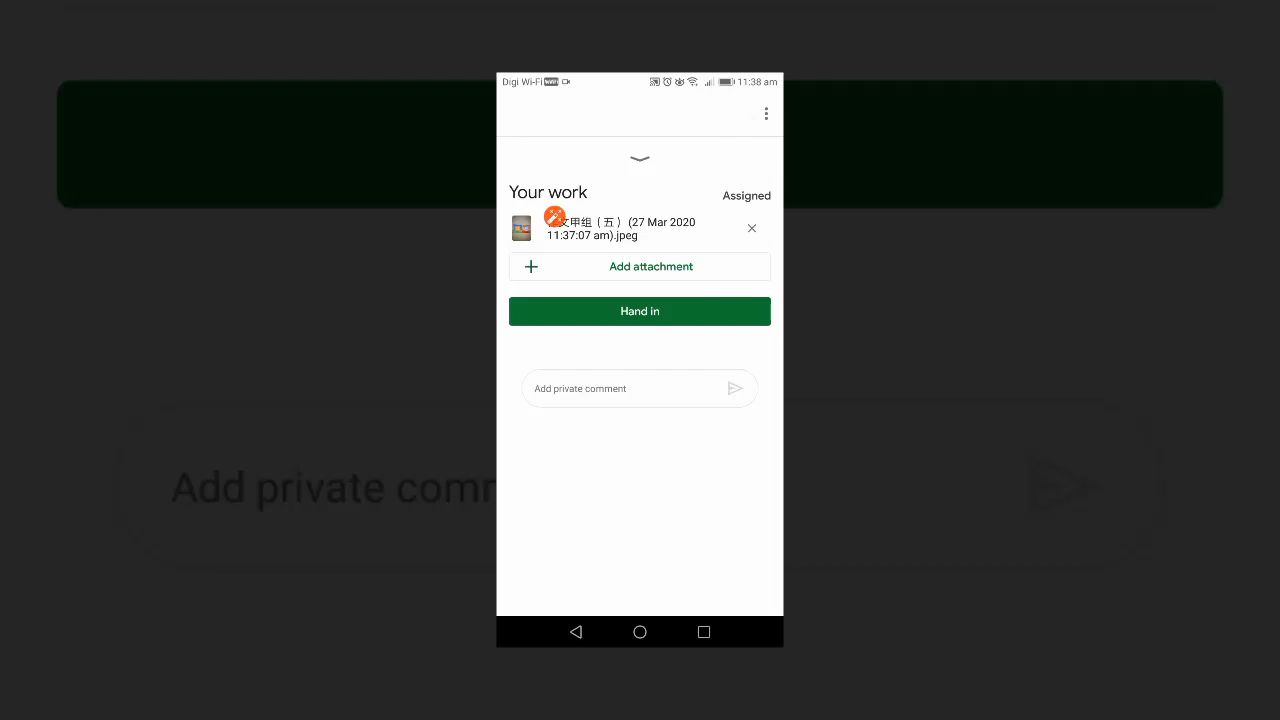 Digi Wi-Fi 11:38 am
Your work
Assigned
文甲组（五）(27 Mar 2020
11:37:07 am).jpeg
Add attachment
Hand in
Add private comment
Add private comm